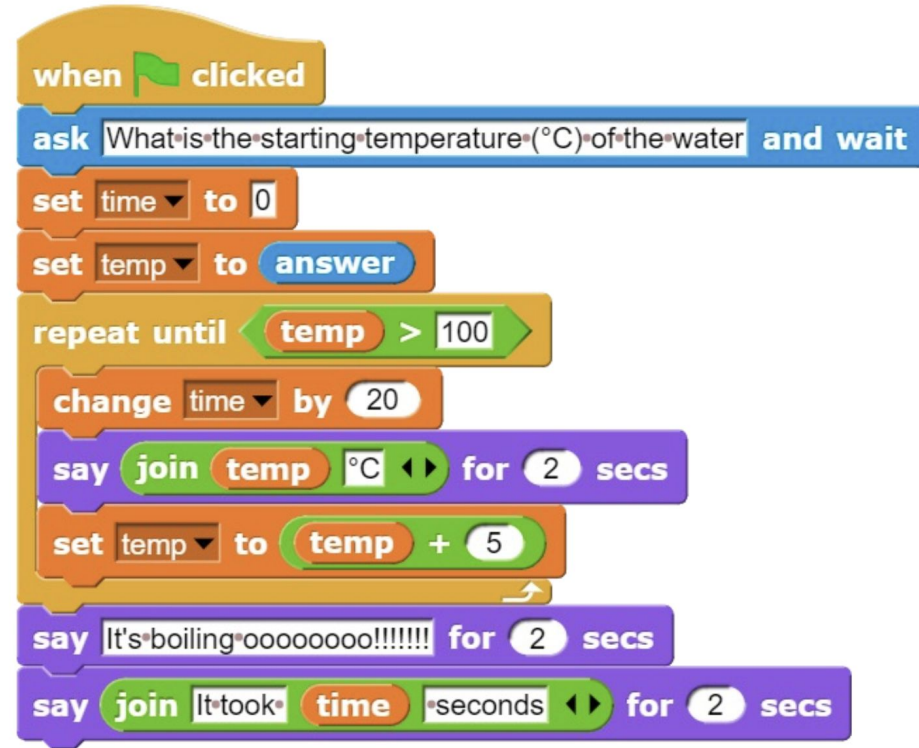 when clicked
ask What is the starting temperature (°C) of the water and wait
set time to 0
set temp to answer
repeat until temp > 100
change time by 20
say join temp °C for 2 secs
set temp to temp + 5
say It's boiling oooooooo!!!!!!! for 2 secs
say join It took time seconds for 2 secs